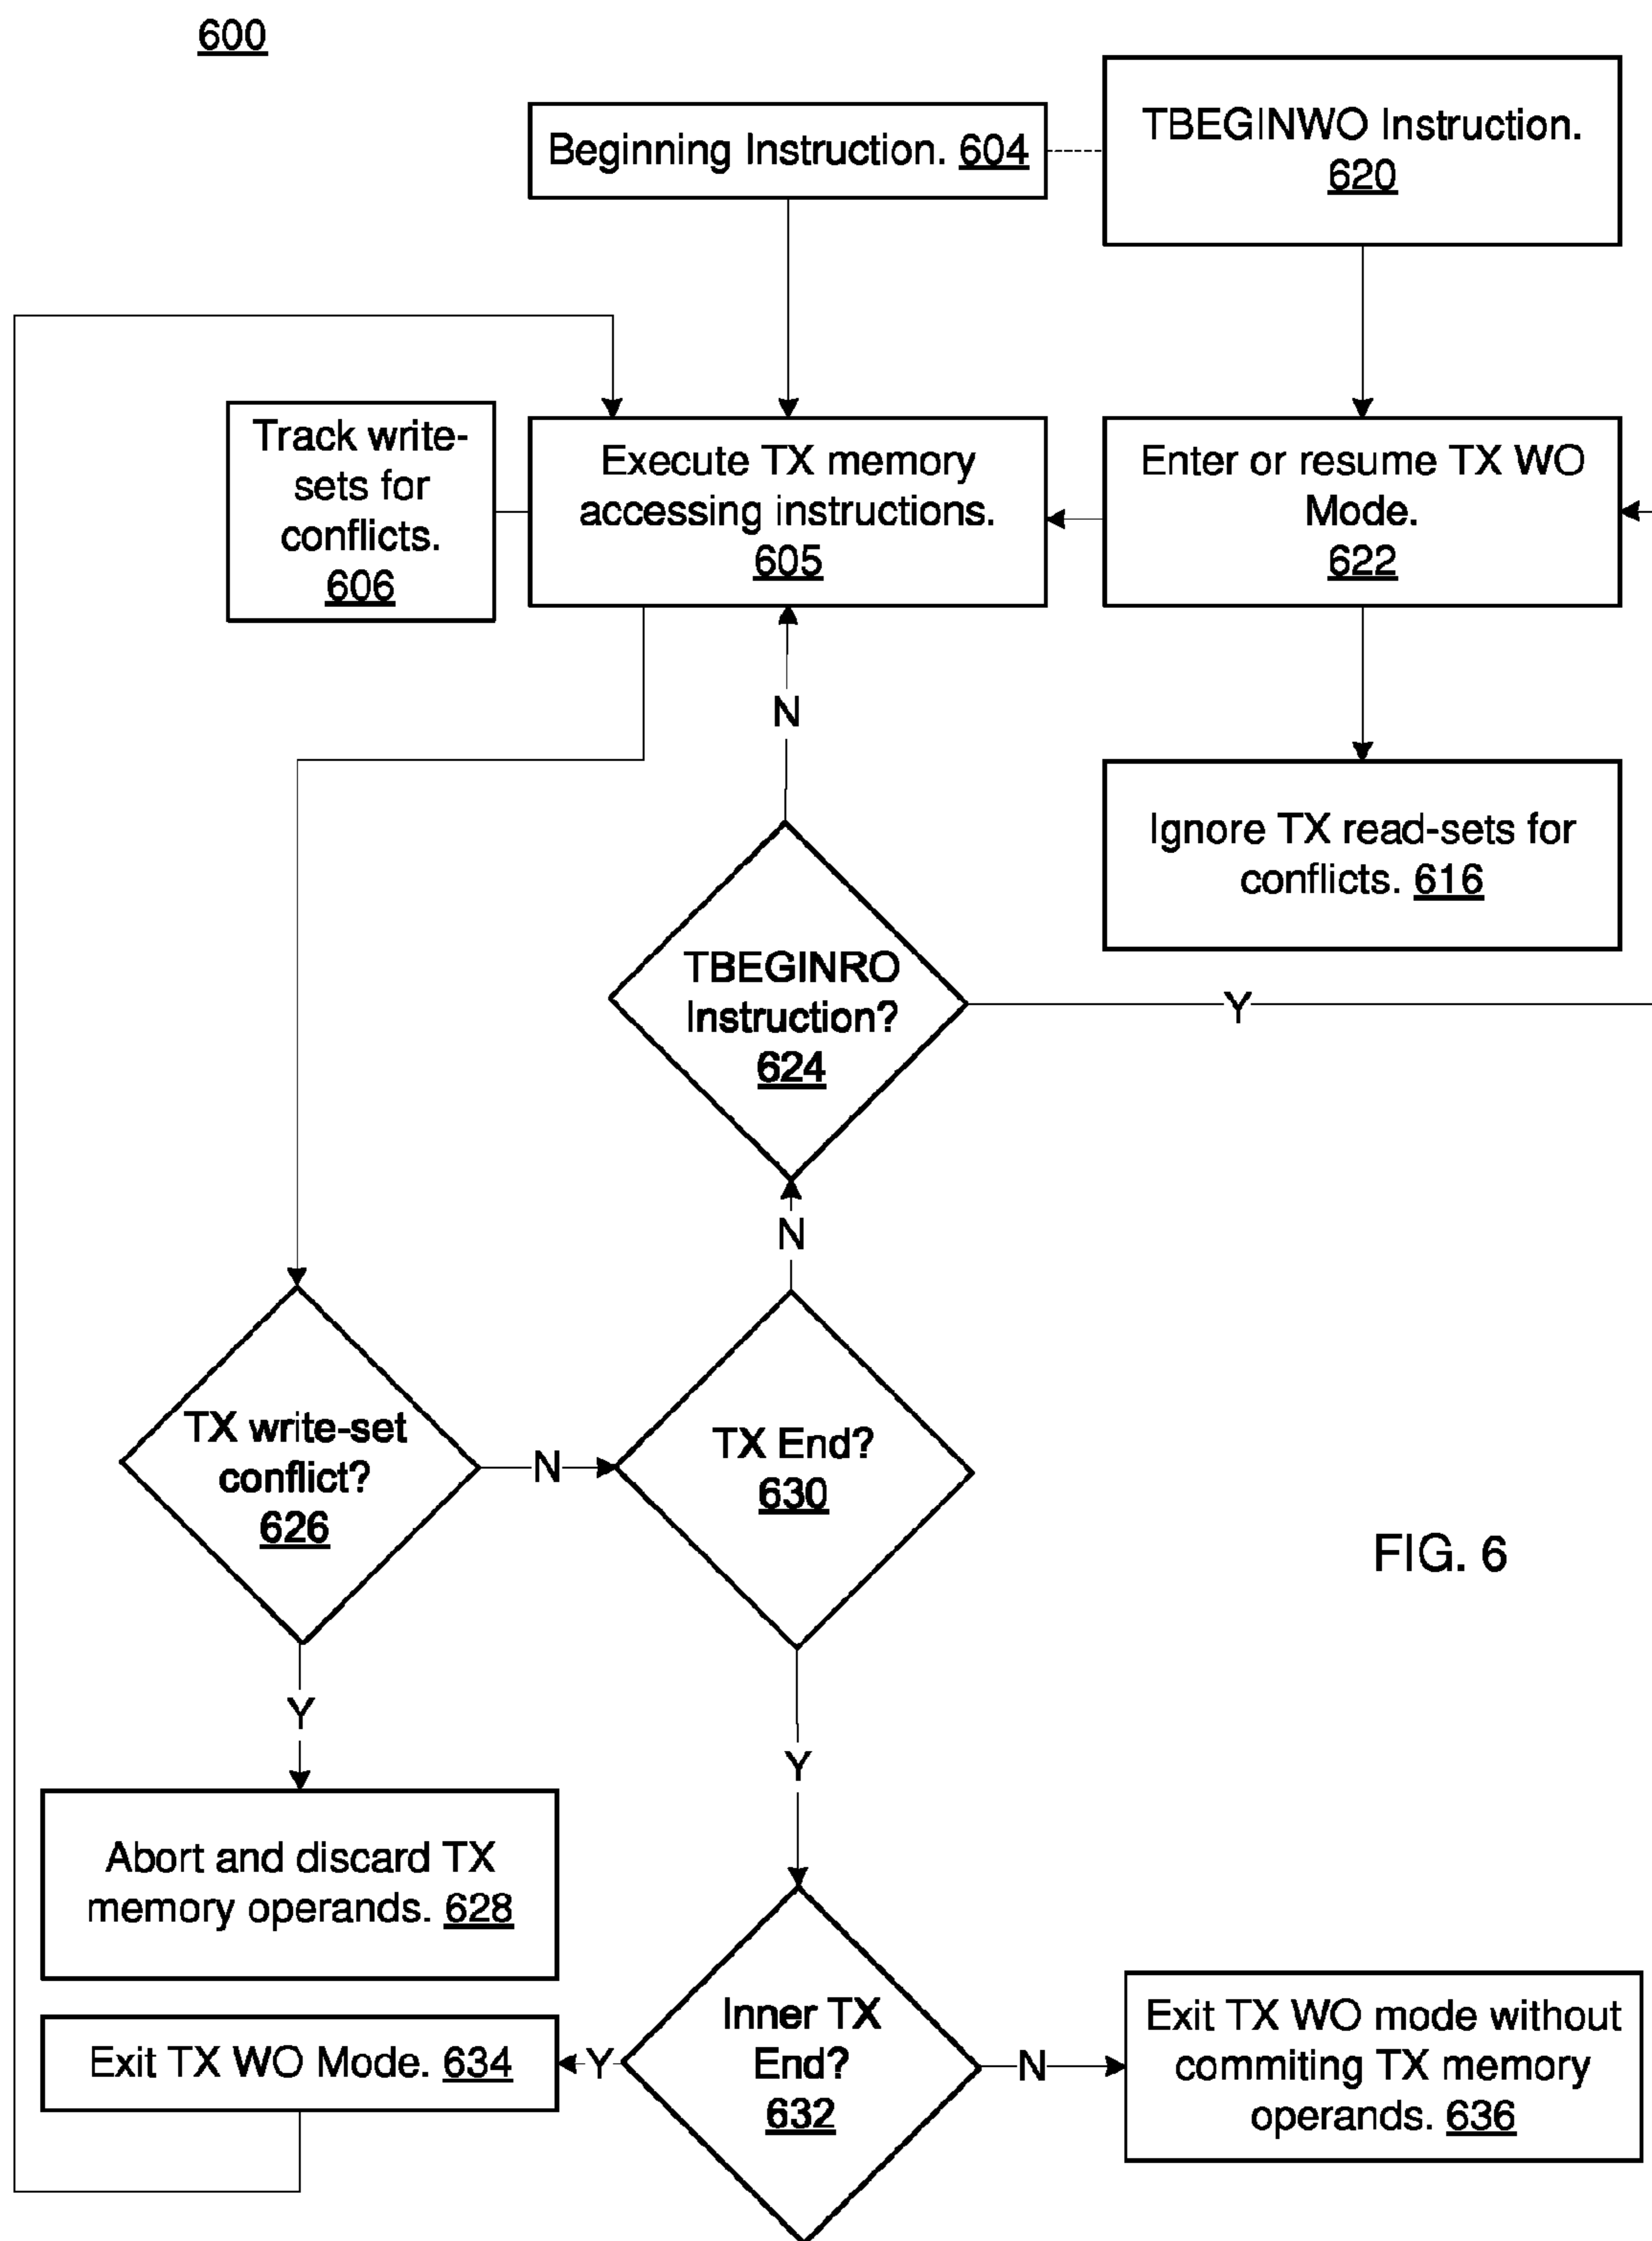 600
Beginning Instruction. 604
TBEGINWO Instruction.
620
Track write-
sets for
conflicts.
606
Execute TX memory
accessing instructions.
605
Enter or resume TX WO
Mode.
622
N
Ignore TX read-sets for
conflicts. 616
TBEGINRO
Instruction?
624
Y
N
TX write-set
conflict?
626
N
TX End?
630
FIG. 6
Y
Y
Abort and discard TX
memory operands. 628
Exit TX WO Mode. 634
Y
Inner TX
End?
632
N
Exit TX WO mode without
commiting TX memory
operands. 636